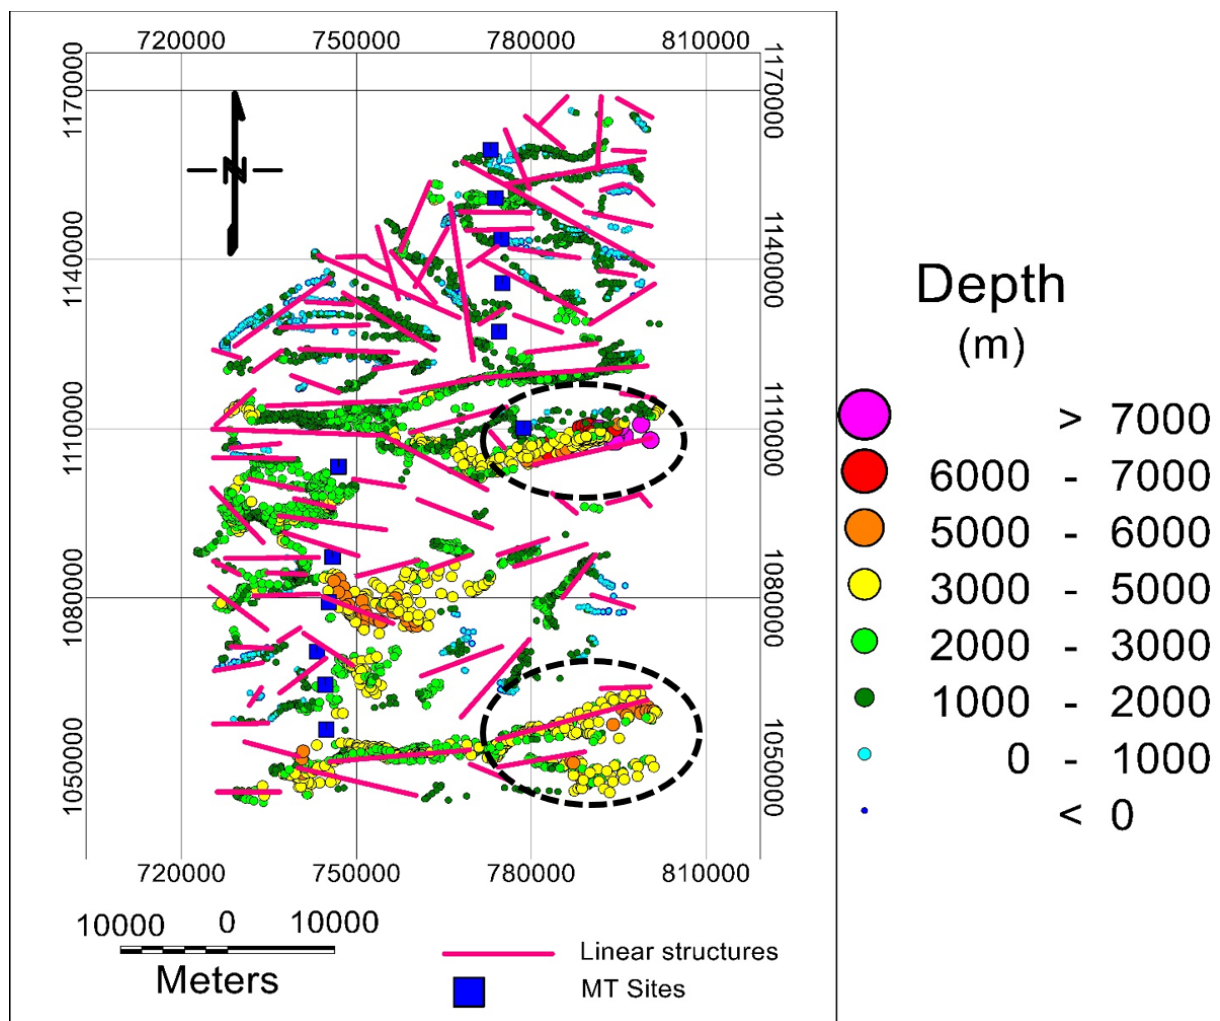 720000 750000 780000 810000
1170000 1170000
N
1140000 1140000
1110000 1110000
1080000 1080000
1050000 1050000
720000 750000 780000 810000
10000 0 10000
Meters
Linear structures
MT Sites
Depth
(m)
> 7000
6000 - 7000
5000 - 6000
3000 - 5000
2000 - 3000
1000 - 2000
0 - 1000
< 0